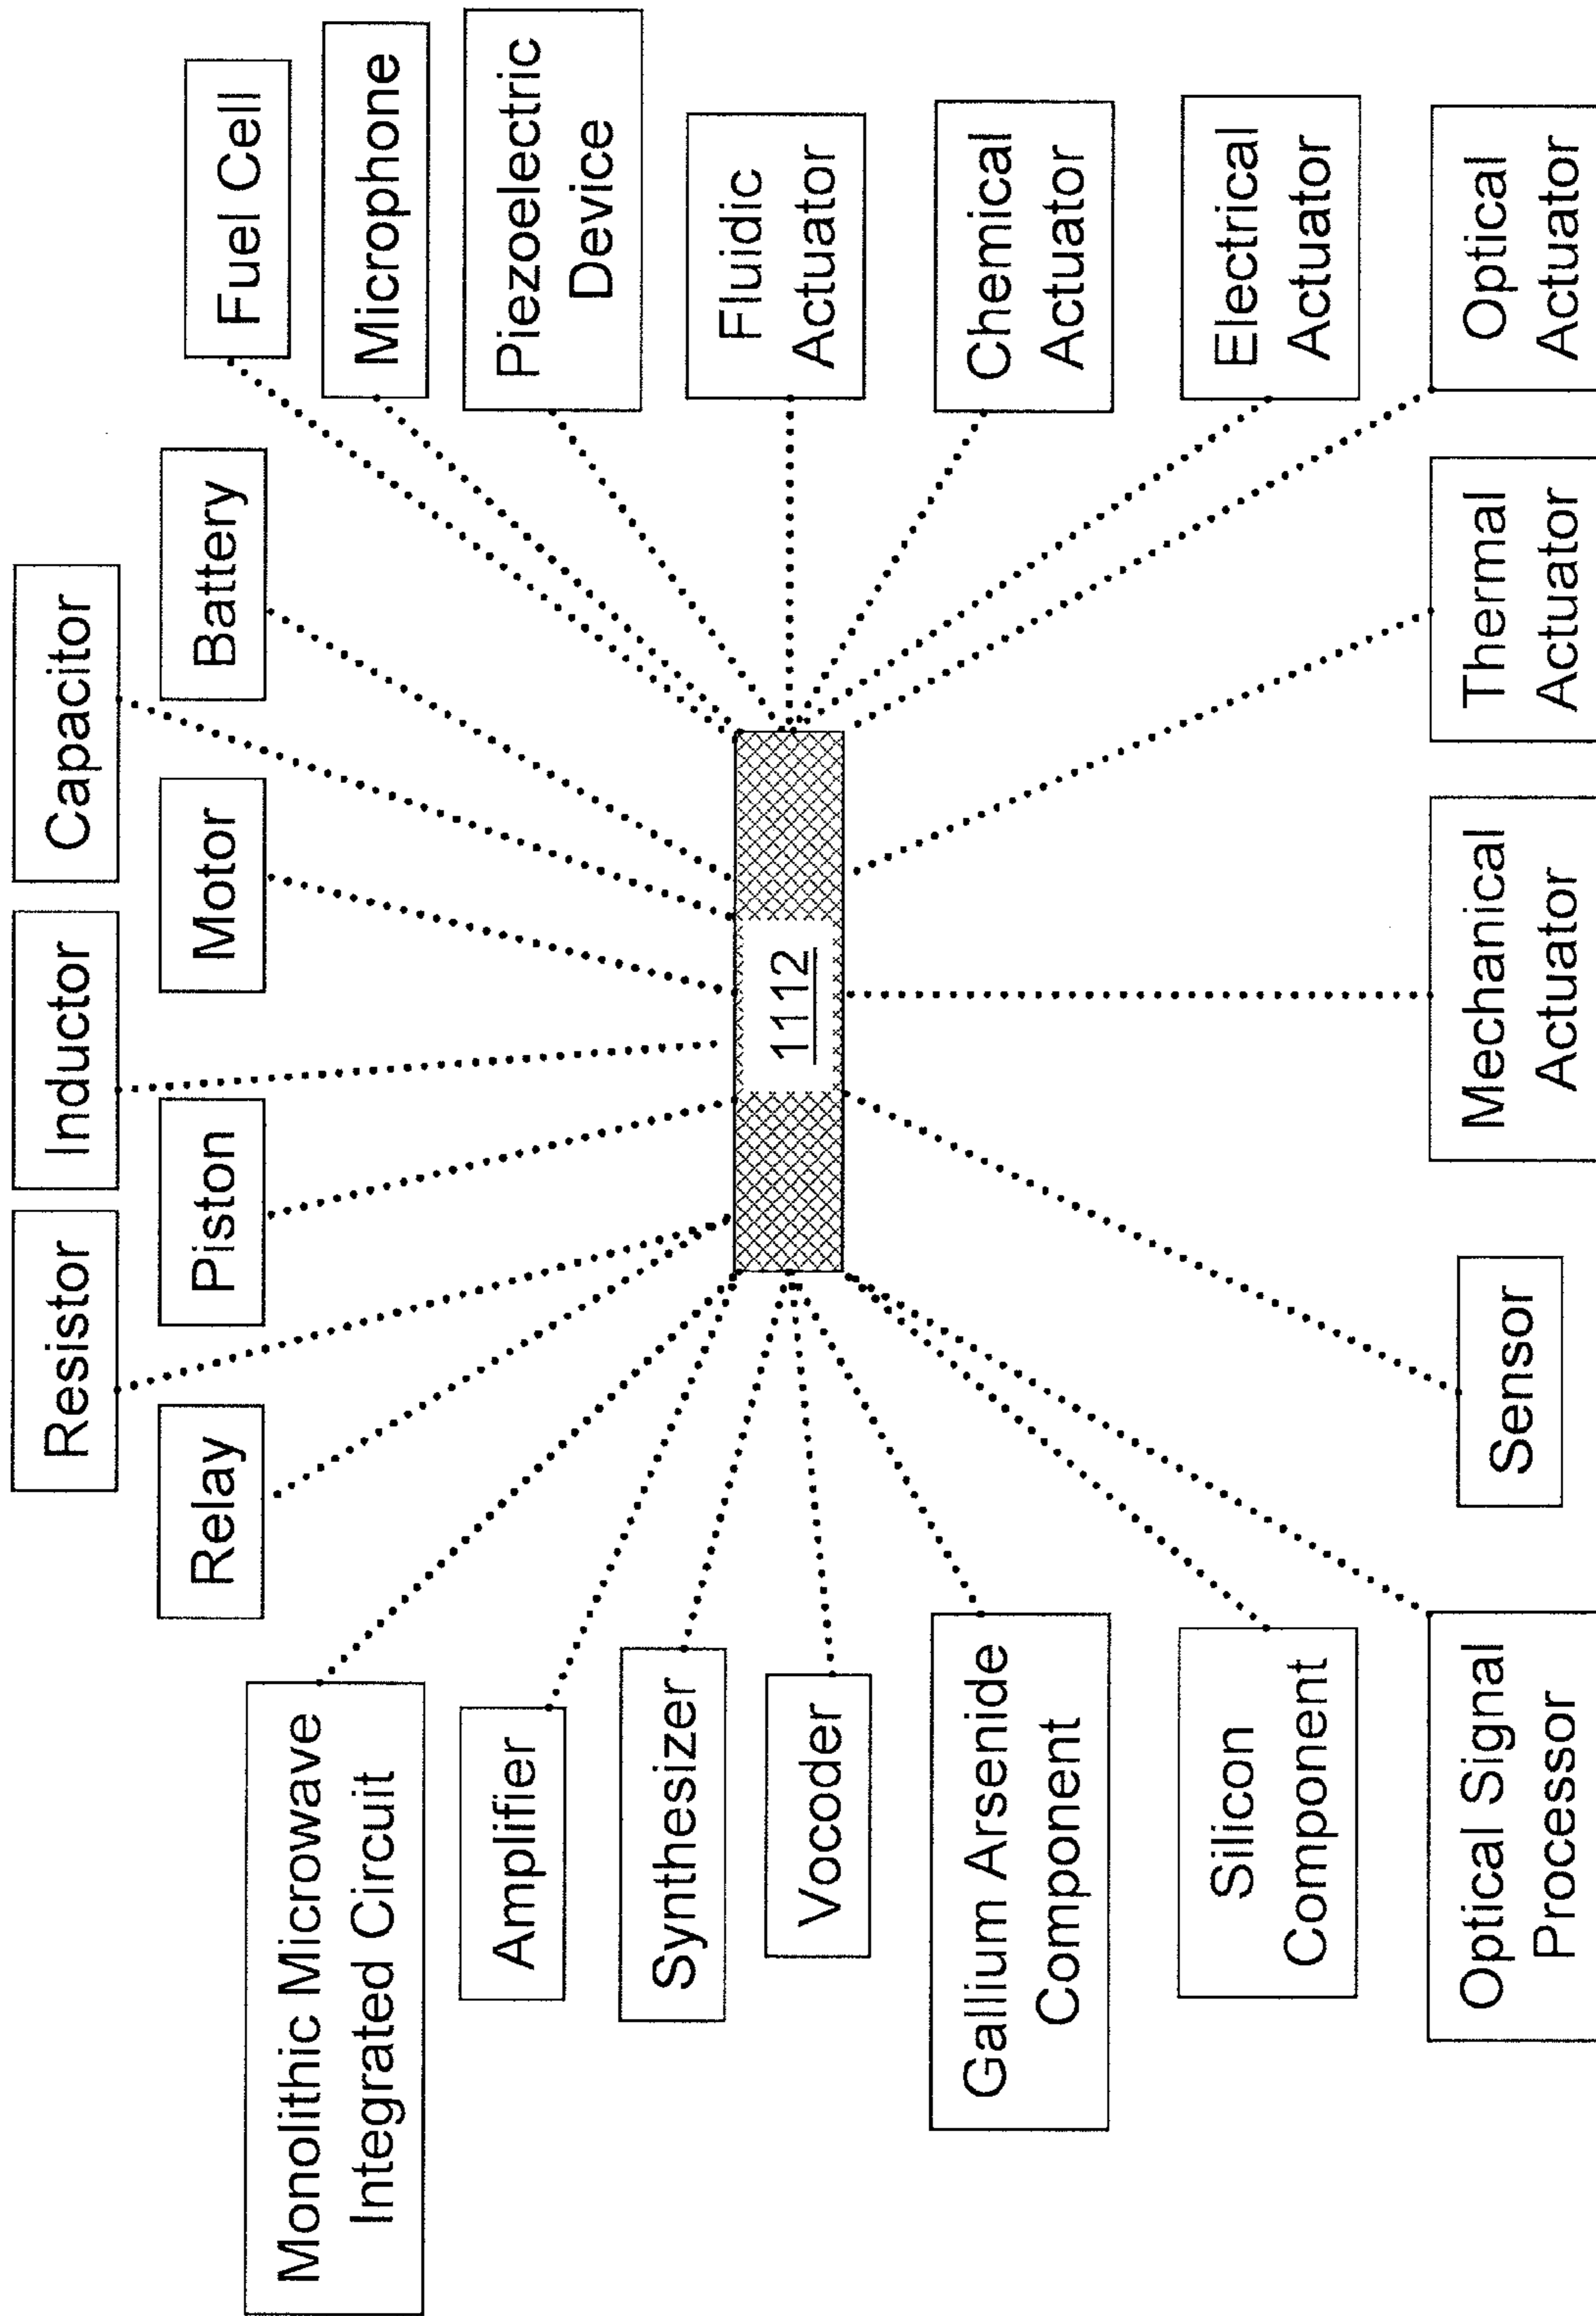 Resistor
Inductor
Capacitor
Relay
Piston
Motor
Battery
Fuel Cell
Monolithic Microwave
Integrated Circuit
Microphone
Amplifier
Piezoelectric
Device
Synthesizer
Fluidic
Actuator
Vocoder
1112
Gallium Arsenide
Component
Chemical
Actuator
Silicon
Component
Electrical
Actuator
Optical Signal
Processor
Sensor
Mechanical
Actuator
Thermal
Actuator
Optical
Actuator